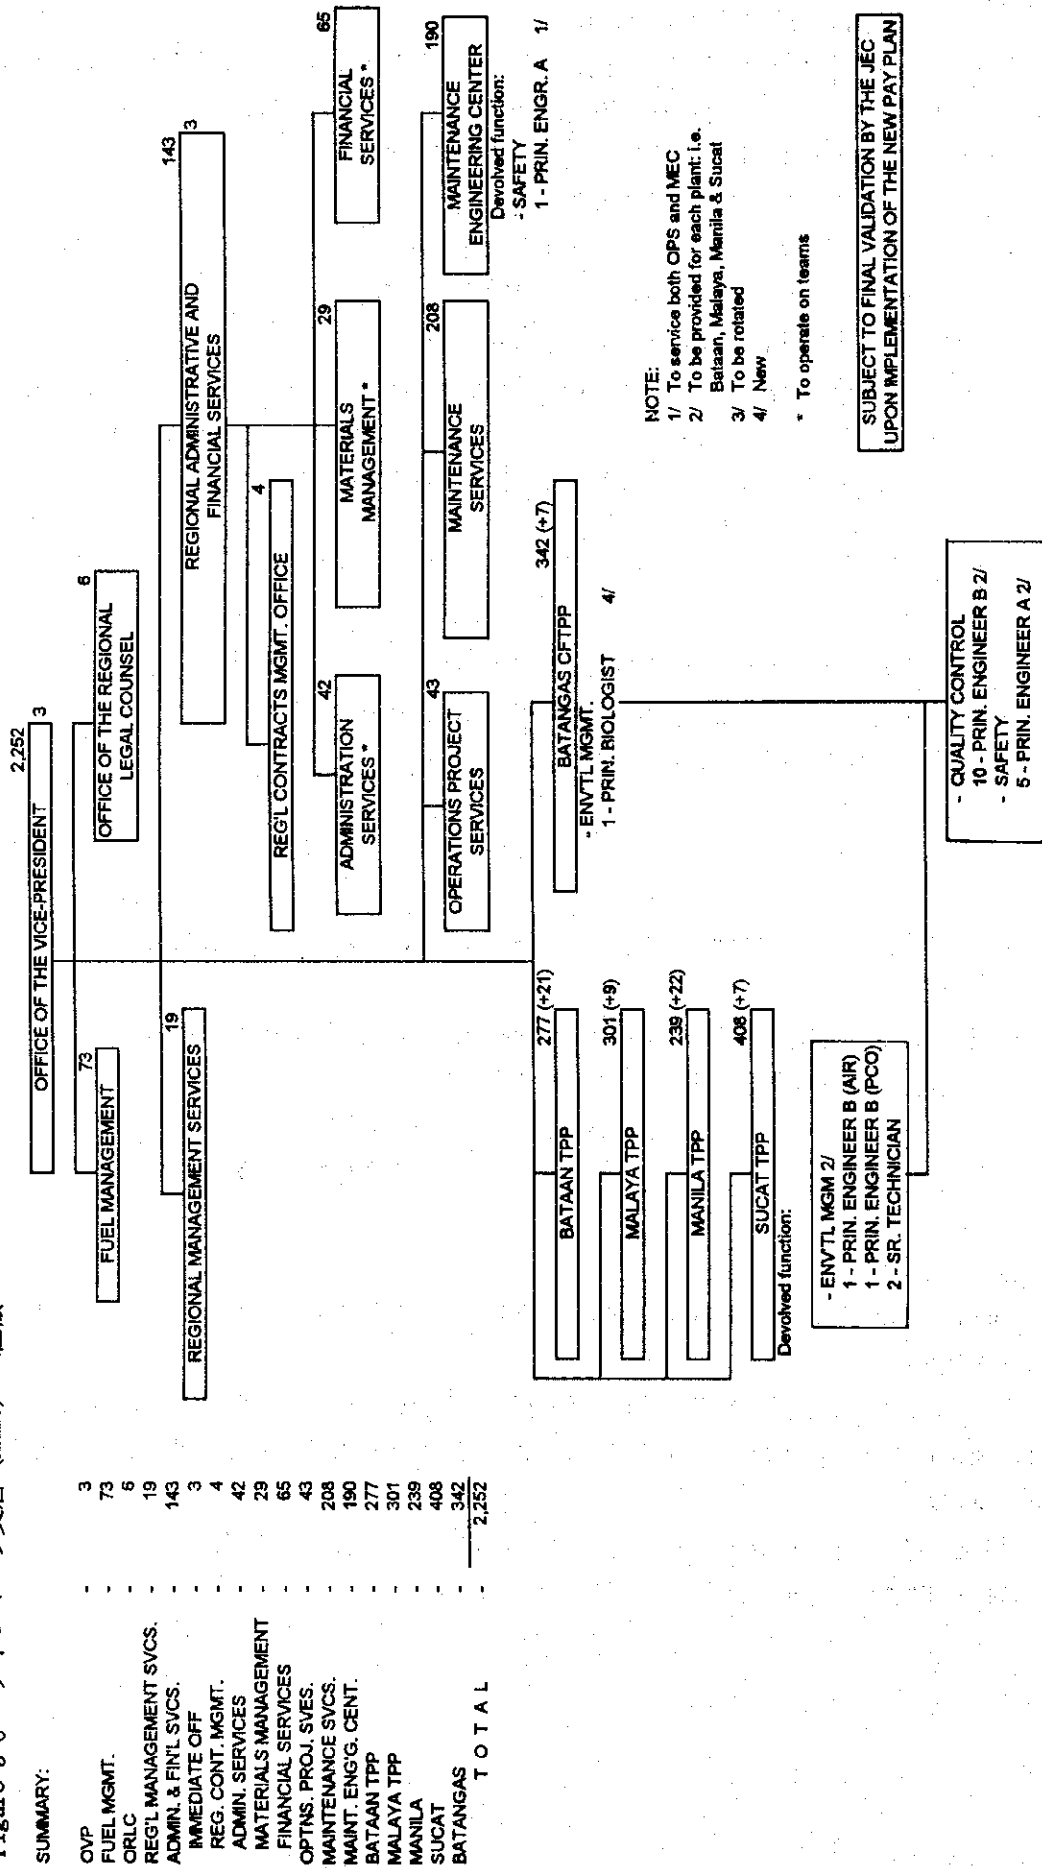 SUMMARY:
OVP - 3
FUEL MGMT. - 73
ORLC - 6
REG'L MANAGEMENT SVCS. - 19
ADMIN. & FIN'L SVCS. - 143
IMMEDIATE OFF - 3
REG. CONT. MGMT. - 4
ADMIN. SERVICES - 42
MATERIALS MANAGEMENT - 29
FINANCIAL SERVICES - 65
OPTNS. PROJ. SVES. - 43
MAINTENANCE SVCS. - 208
MAINT. ENG'G. CENT. - 190
BATAAN TPP - 277
MALAYA TPP - 301
MANILA - 239
SUCAT - 408
BATANGAS - 342
T O T A L - 2,252
2,252
OFFICE OF THE VICE-PRESIDENT 3
73
FUEL MANAGEMENT
6
OFFICE OF THE REGIONAL
LEGAL COUNSEL
19
REGIONAL MANAGEMENT SERVICES
143
REGIONAL ADMINISTRATIVE AND
FINANCIAL SERVICES
3
4
REG'L CONTRACTS MGMT. OFFICE
42
ADMINISTRATION
SERVICES *
29
MATERIALS
MANAGEMENT *
65
FINANCIAL
SERVICES *
43
OPERATIONS PROJECT
SERVICES
208
MAINTENANCE
SERVICES
190
MAINTENANCE
ENGINEERING CENTER
Devolved function:
- SAFETY
1 - PRIN. ENGR. A 1/
277 (+21)
BATAAN TPP
301 (+9)
MALAYA TPP
239 (+22)
MANILA TPP
408 (+7)
SUCAT TPP
Devolved function:
- ENV'TL MGM 2/
1 - PRIN. ENGINEER B (AIR)
1 - PRIN. ENGINEER B (PCO)
2 - SR. TECHNICIAN
342 (+7)
BATANGAS CFTPP
- ENV'TL MGMT.
1 - PRIN. BIOLOGIST 4/
- QUALITY CONTROL
10 - PRIN. ENGINEER B 2/
- SAFETY
5 - PRIN. ENGINEER A 2/
NOTE:
1/ To service both OPS and MEC
2/ To be provided for each plant: i.e.
Bataan, Malaya, Manila & Sucat
3/ To be rotated
4/ New
* To operate on teams
SUBJECT TO FINAL VALIDATION BY THE JEC
UPON IMPLEMENTATION OF THE NEW PAY PLAN